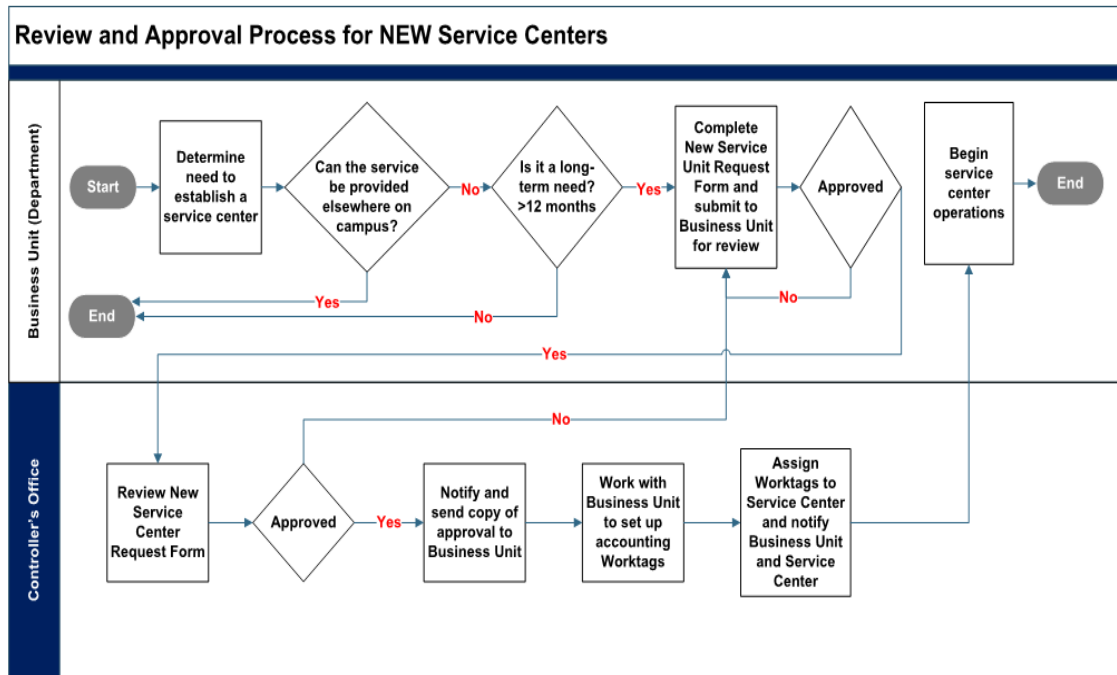 Review and Approval Process for NEW Service Centers
Business Unit (Department)
Start
Determine
need to
establish a
service center
Can the service
be provided
elsewhere on
campus?
No
Is it a long-
term need?
>12 months
Yes
Complete
New Service
Unit Request
Form and
submit to
Business Unit
for review
Approved
Begin
service
center
operations
End
Yes
No
No
End
Yes
Controller's Office
No
Review New
Service
Center
Request Form
Approved
Yes
Notify and
send copy of
approval to
Business Unit
Work with
Business Unit
to set up
accounting
Worktags
Assign
Worktags to
Service Center
and notify
Business Unit
and Service
Center